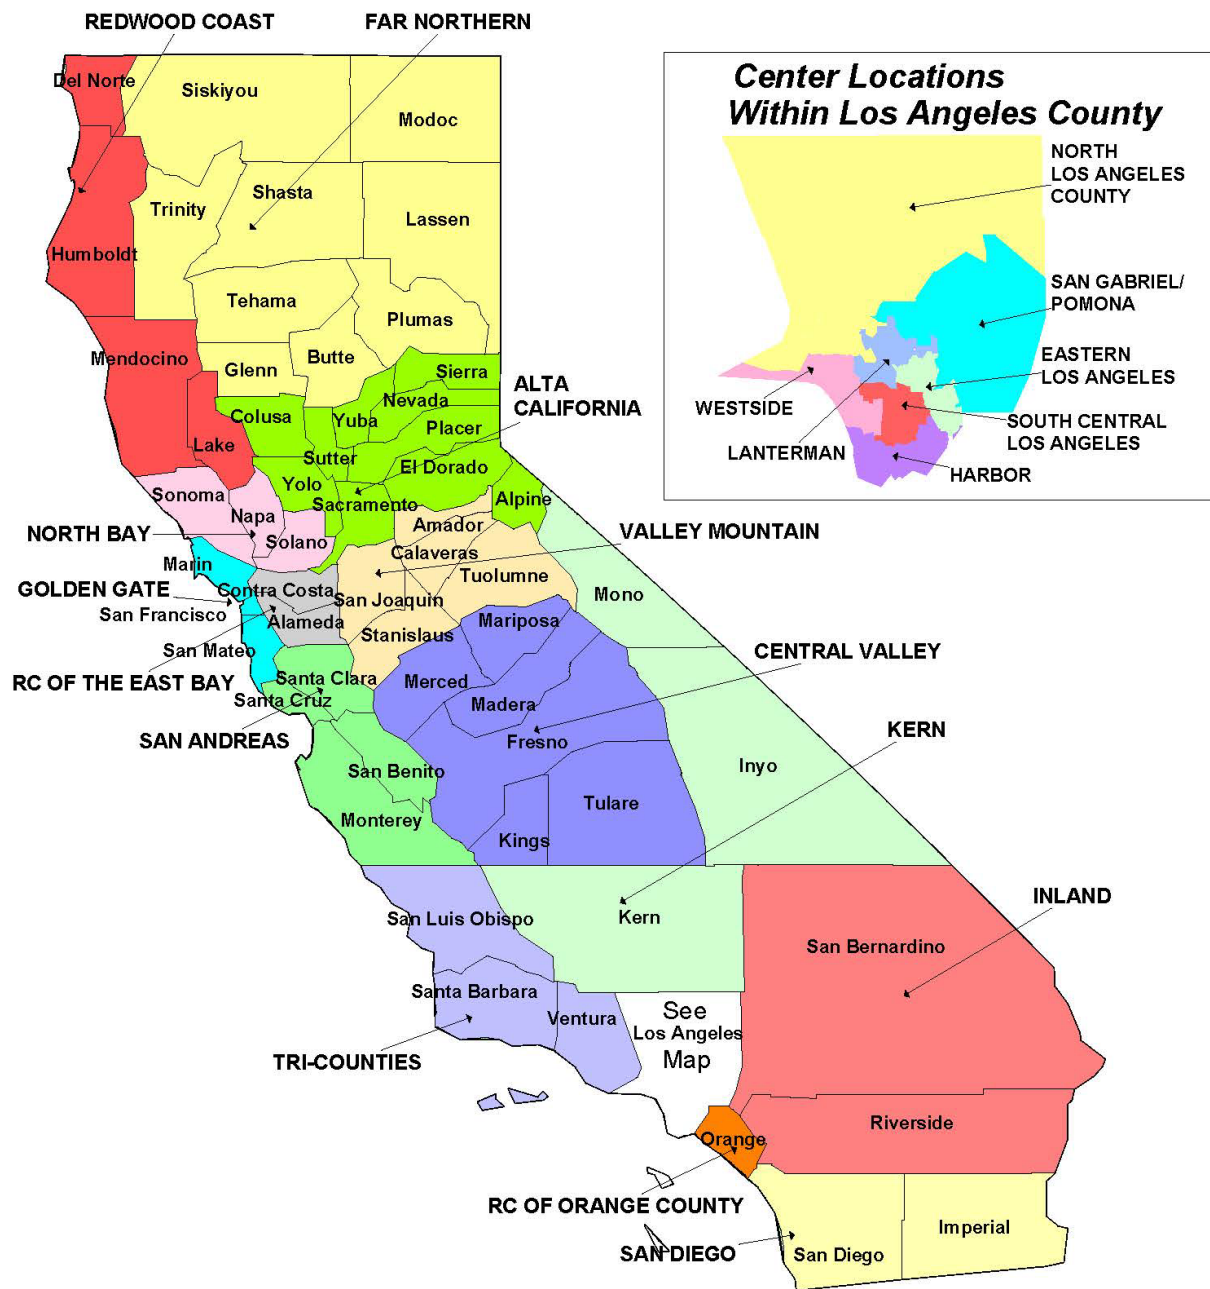 REDWOOD COAST
FAR NORTHERN
Center Locations
Within Los Angeles County
NORTH
LOS ANGELES
COUNTY
SAN GABRIEL/
POMONA
EASTERN
LOS ANGELES
WESTSIDE
SOUTH CENTRAL
LOS ANGELES
LANTERMAN
HARBOR
Del Norte
Siskiyou
Modoc
Shasta
Trinity
Lassen
Humboldt
Tehama
Plumas
Mendocino
Butte
Glenn
Sierra
ALTA
CALIFORNIA
Nevada
Colusa
Yuba
Placer
Lake
Sutter
El Dorado
Yolo
Sonoma
Sacramento
Alpine
Napa
Amador
NORTH BAY
Solano
VALLEY MOUNTAIN
Calaveras
Marin
Tuolumne
GOLDEN GATE
Contra Costa
Mono
San Joaquin
San Francisco
Alameda
Mariposa
Stanislaus
San Mateo
CENTRAL VALLEY
RC OF THE EAST BAY
Santa Clara
Merced
Santa Cruz
Madera
KERN
SAN ANDREAS
Fresno
Inyo
San Benito
Tulare
Monterey
Kings
INLAND
San Luis Obispo
Kern
San Bernardino
Santa Barbara
See
Los Angeles
Map
Ventura
TRI-COUNTIES
Riverside
Orange
RC OF ORANGE COUNTY
Imperial
SAN DIEGO
San Diego